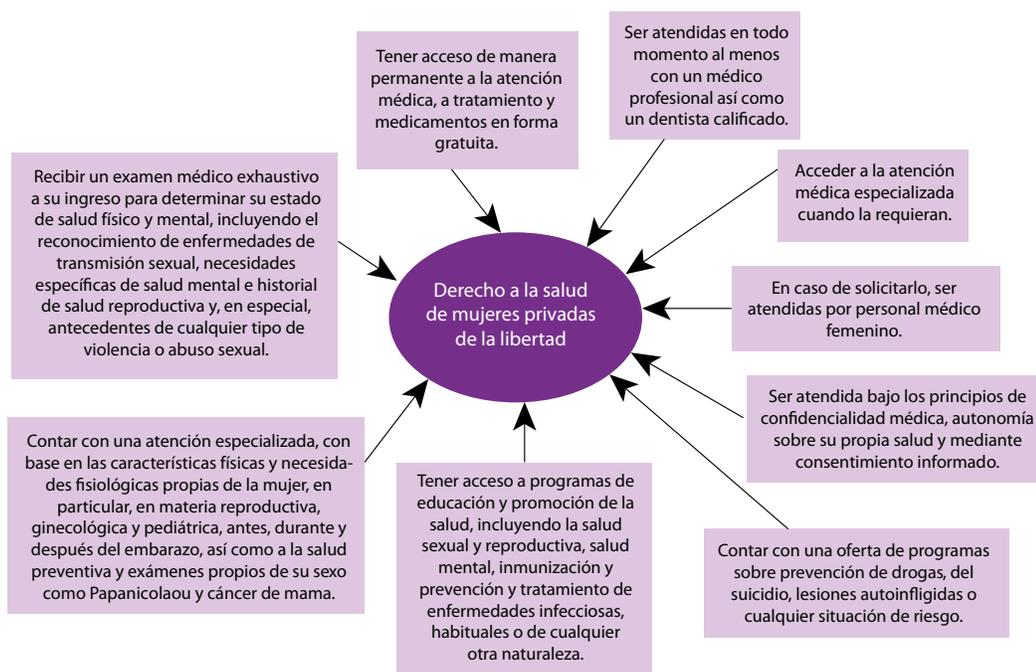 Tener acceso de manera
permanente a la atención
médica, a tratamiento y
medicamentos en forma
gratuita.
Ser atendidas en todo
momento al menos
con un médico
profesional así como
un dentista calificado.
Recibir un examen médico exhaustivo
a su ingreso para determinar su estado
de salud físico y mental, incluyendo el
reconocimiento de enfermedades de
transmisión sexual, necesidades
específicas de salud mental e historial
de salud reproductiva y, en especial,
antecedentes de cualquier tipo de
violencia o abuso sexual.
Acceder a la atención
médica especializada
cuando la requieran.
Derecho a la salud
de mujeres privadas
de la libertad
En caso de solicitarlo, ser
atendidas por personal médico
femenino.
Ser atendida bajo los principios de
confidencialidad médica, autonomía
sobre su propia salud y mediante
consentimiento informado.
Contar con una atención especializada, con
base en las características físicas y necesida-
des fisiológicas propias de la mujer, en
particular, en materia reproductiva,
ginecológica y pediátrica, antes, durante y
después del embarazo, así como a la salud
preventiva y exámenes propios de su sexo
como Papanicolaou y cáncer de mama.
Tener acceso a programas de
educación y promoción de la
salud, incluyendo la salud
sexual y reproductiva, salud
mental, inmunización y
prevención y tratamiento de
enfermedades infecciosas,
habituales o de cualquier
otra naturaleza.
Contar con una oferta de programas
sobre prevención de drogas, del
suicidio, lesiones autoinfligidas o
cualquier situación de riesgo.